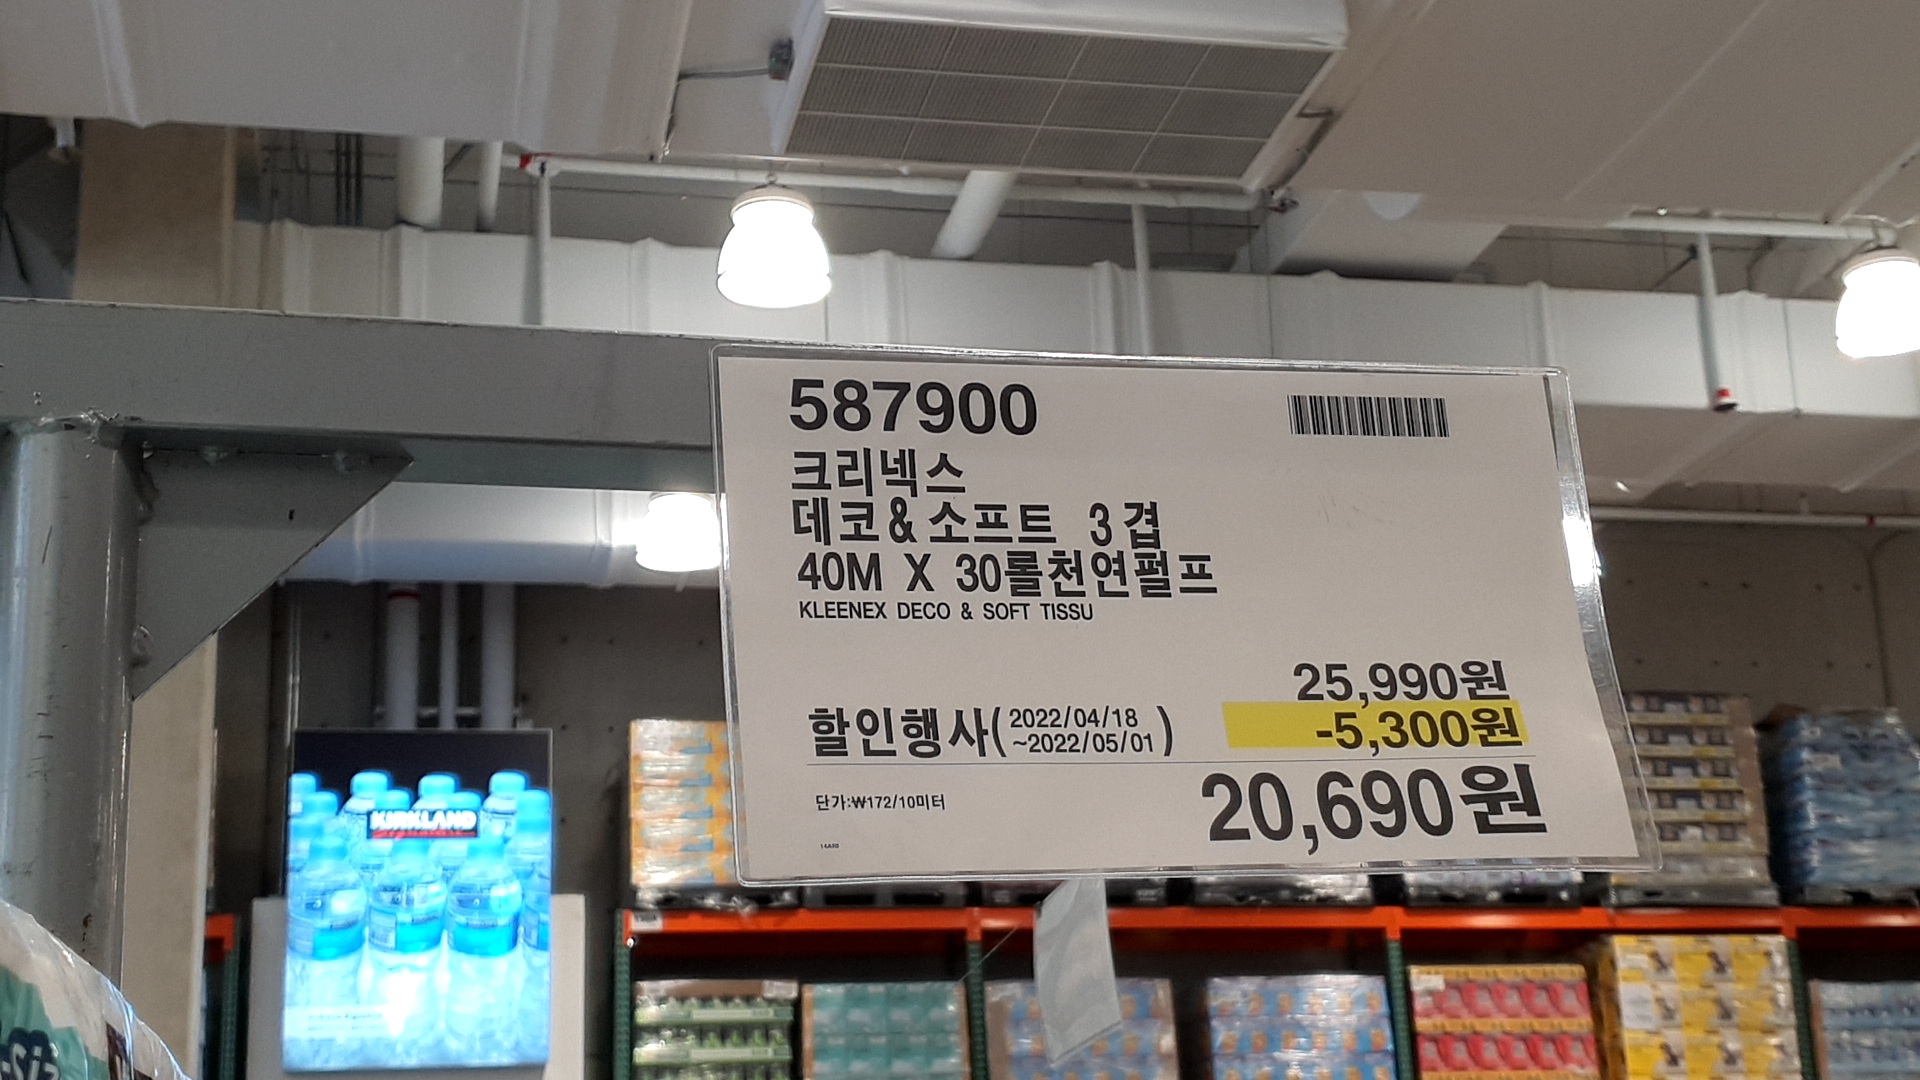 587900
크리넥스
데코&소프트 3겹
40M X 30롤천연펄프
KLEENEX DECO & SOFT TISSU
25,990원
할인행사(2022/04/18 ~2022/05/01) -5,300원
20,690원
단가:₩172/10미터
KIRKLAND